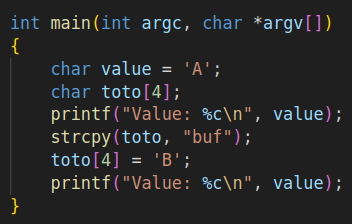 int main(int argc, char *argv[])
{
    char value = 'A';
    char toto[4];
    printf("Value: %c\n", value);
    strcpy(toto, "buf");
    toto[4] = 'B';
    printf("Value: %c\n", value);
}